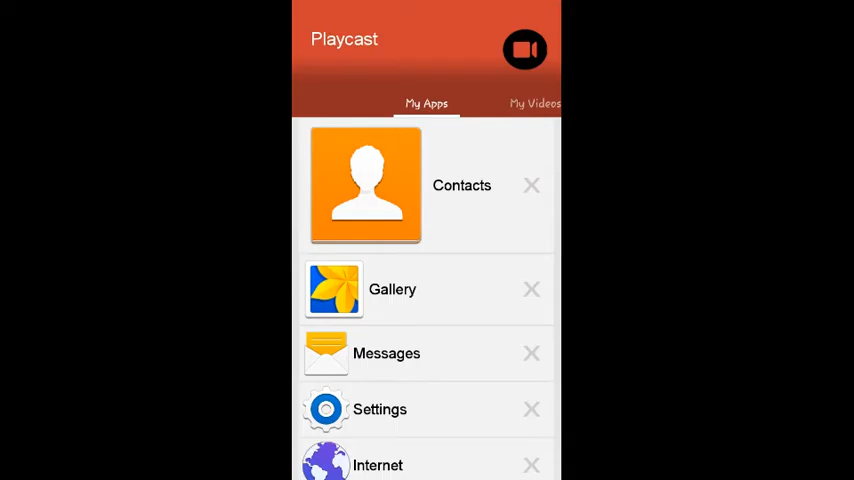 Playcast
My Apps
My Videos
Contacts
Gallery
Messages
Settings
Internet